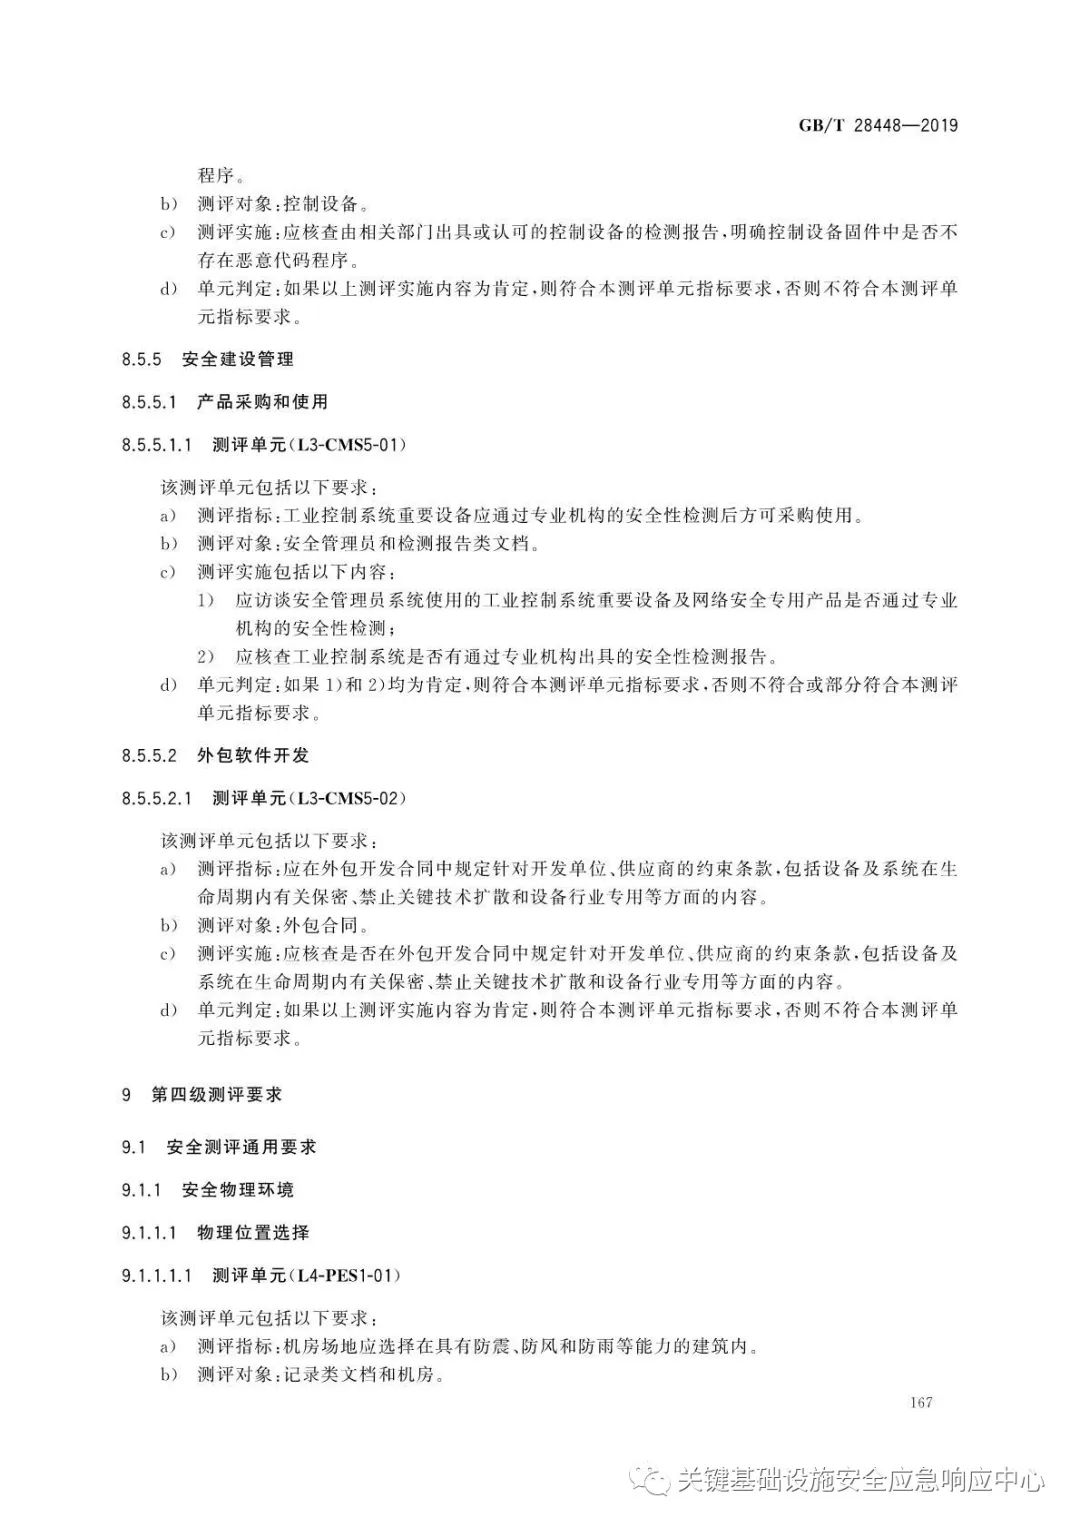 GB/T 28448—2019
程序。
b) 测评对象:控制设备。
c) 测评实施:应核查由相关部门出具或认可的控制设备的检测报告,明确控制设备固件中是否不
存在恶意代码程序。
d) 单元判定:如果以上测评实施内容为肯定,则符合本测评单元指标要求,否则不符合本测评单
元指标要求。
8.5.5 安全建设管理
8.5.5.1 产品采购和使用
8.5.5.1.1 测评单元(L3-CMS5-01)
该测评单元包括以下要求:
a) 测评指标:工业控制系统重要设备应通过专业机构的安全性检测后方可采购使用。
b) 测评对象:安全管理员和检测报告类文档。
c) 测评实施包括以下内容:
1) 应访谈安全管理员系统使用的工业控制系统重要设备及网络安全专用产品是否通过专业
机构的安全性检测;
2) 应核查工业控制系统是否有通过专业机构出具的安全性检测报告。
d) 单元判定:如果 1)和 2)均为肯定,则符合本测评单元指标要求,否则不符合或部分符合本测评
单元指标要求。
8.5.5.2 外包软件开发
8.5.5.2.1 测评单元(L3-CMS5-02)
该测评单元包括以下要求:
a) 测评指标:应在外包开发合同中规定针对开发单位、供应商的约束条款,包括设备及系统在生
命周期内有关保密、禁止关键技术扩散和设备行业专用等方面的内容。
b) 测评对象:外包合同。
c) 测评实施:应核查是否在外包开发合同中规定针对开发单位、供应商的约束条款,包括设备及
系统在生命周期内有关保密、禁止关键技术扩散和设备行业专用等方面的内容。
d) 单元判定:如果以上测评实施内容为肯定,则符合本测评单元指标要求,否则不符合本测评单
元指标要求。
9 第四级测评要求
9.1 安全测评通用要求
9.1.1 安全物理环境
9.1.1.1 物理位置选择
9.1.1.1.1 测评单元(L4-PES1-01)
该测评单元包括以下要求:
a) 测评指标:机房场地应选择在具有防震、防风和防雨等能力的建筑内。
b) 测评对象:记录类文档和机房。
167
关键基础设施安全应急响应中心